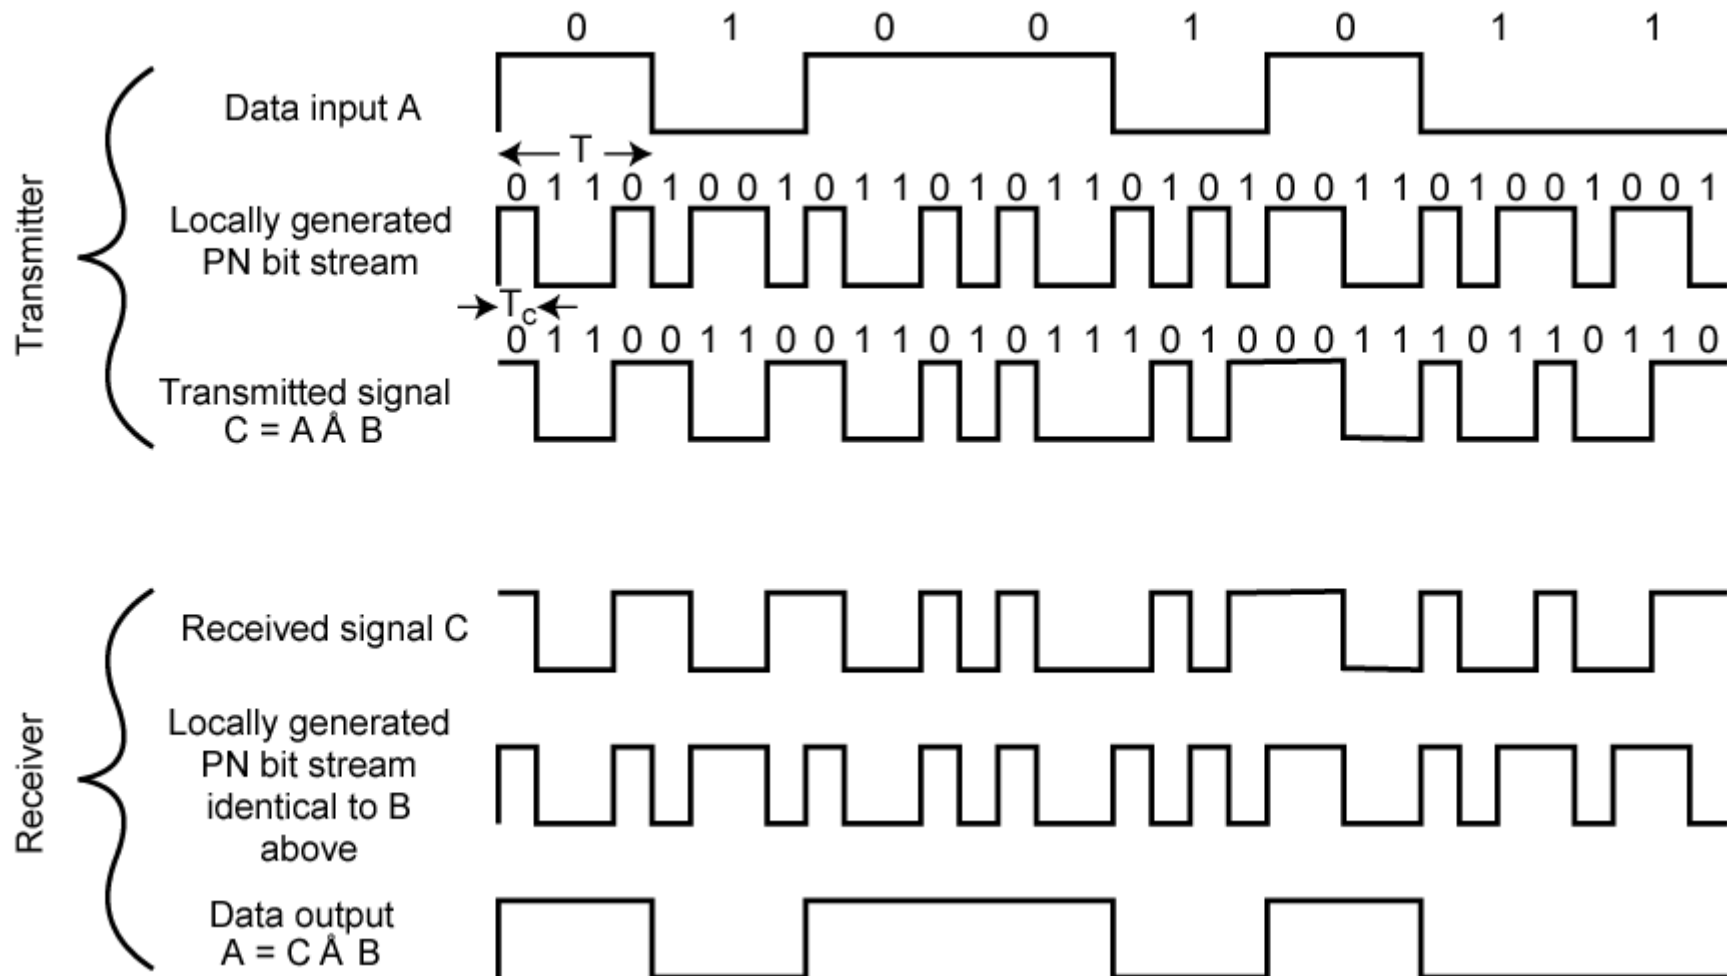 0 1 0 0 1 0 1 1
Data input A
T
0 1 1 0 1 0 0 1 0 1 1 0 1 0 1 1 0 1 0 1 0 0 1 1 0 1 0 0 1 0 0 1
Locally generated
PN bit stream
T_C
0 1 1 0 0 1 1 0 0 1 1 0 1 0 1 1 1 0 1 0 0 0 1 1 1 0 1 1 0 1 1 0
Transmitted signal
C = A Å B
Transmitter
Received signal C
Locally generated
PN bit stream
identical to B
above
Data output
A = C Å B
Receiver